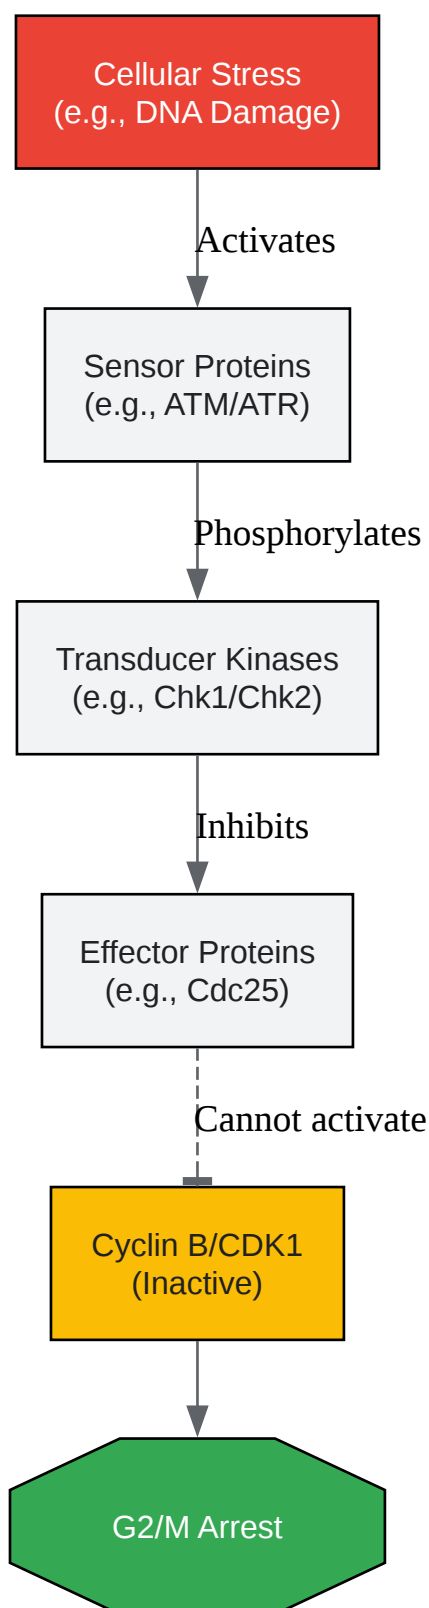 Cellular Stress
(e.g., DNA Damage)
Activates
Sensor Proteins
(e.g., ATM/ATR)
Phosphorylates
Transducer Kinases
(e.g., Chk1/Chk2)
Inhibits
Effector Proteins
(e.g., Cdc25)
Cannot activate
Cyclin B/CDK1
(Inactive)
G2/M Arrest